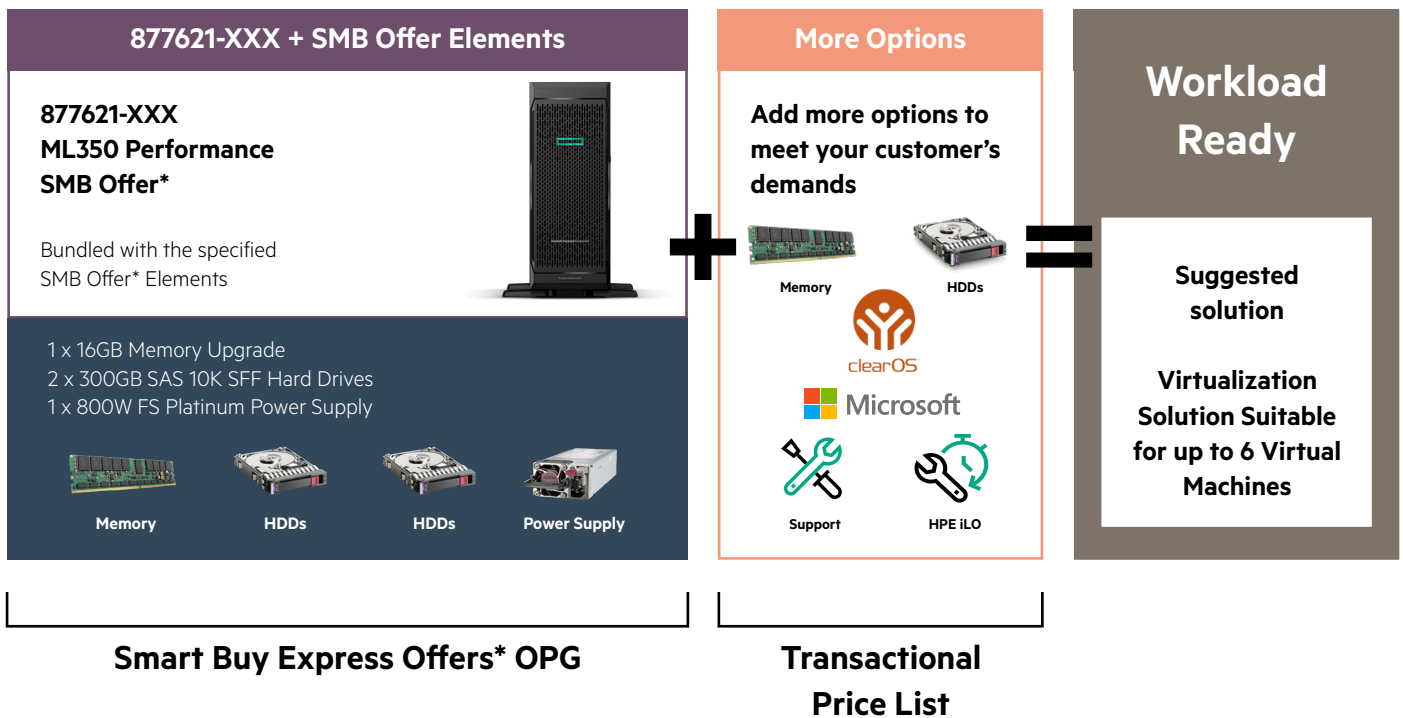 877621-XXX + SMB Offer Elements
877621-XXX
ML350 Performance
SMB Offer*
Bundled with the specified
SMB Offer* Elements
1 x 16GB Memory Upgrade
2 x 300GB SAS 10K SFF Hard Drives
1 x 800W FS Platinum Power Supply
Memory
HDDs
HDDs
Power Supply
Smart Buy Express Offers* OPG
+
More Options
Add more options to
meet your customer’s
demands
Memory
HDDs
clearOS
Microsoft
Support
HPE iLO
Transactional
Price List
=
Workload
Ready
Suggested
solution
Virtualization
Solution Suitable
for up to 6 Virtual
Machines